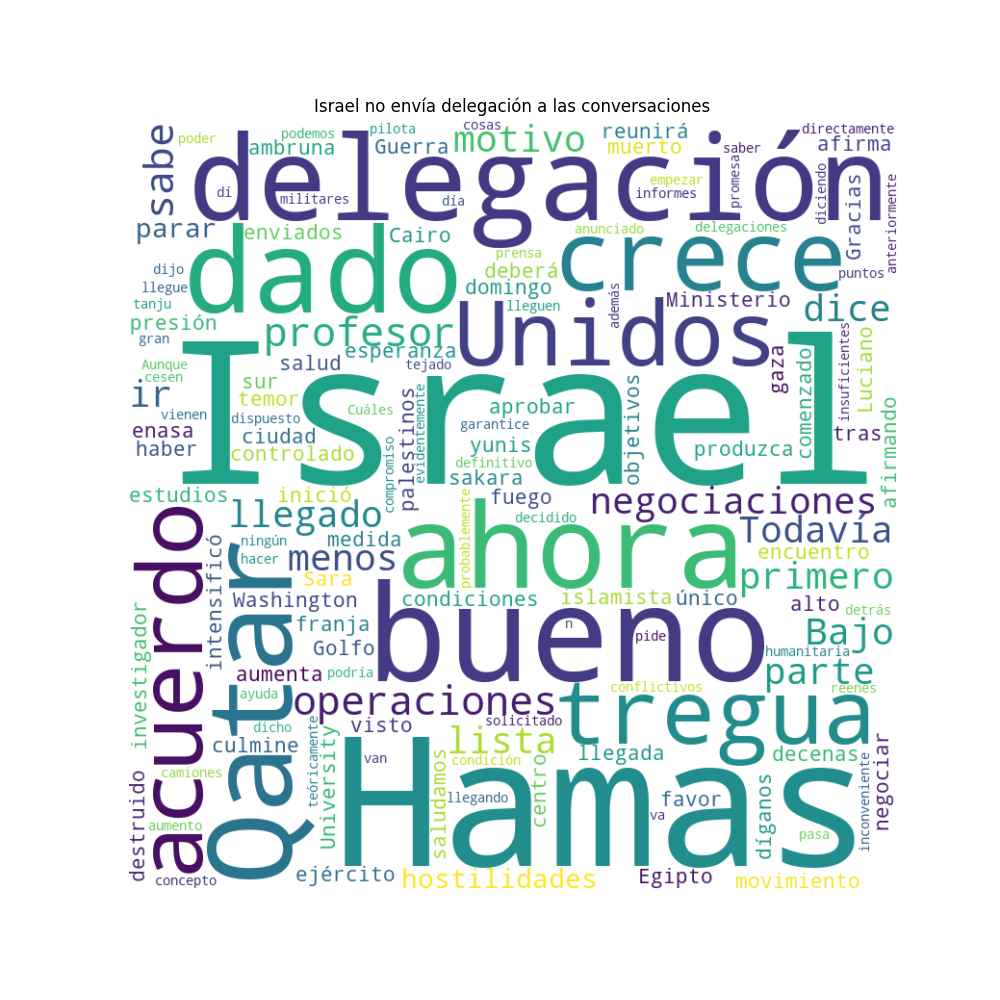 Israel no envía delegación a las conversaciones
cosas
directamente
poder
podemos
pilota
motivo
reunirá
sabe
ambruna
Guerra
muerto
afirma
delegación
dí
militares
día
empezar
informes
promesa
saber
diciendo
Gracias
anteriormente
parar
enviados
Cairo
anunciado
delegaciones
dado
crece
dijo
prensa
deberá
puntos
llegue
domingo
Ministerio
tanju
lleguen
además
dice
presión
profesor
Unidos
gran
esperanza
Aunque
salud
tejado
gaza
comenzado
insuficientes
Luciano
cesen
sur
ir
temor
Israel
Cuáles
aprobar
objetivos
vienen
dispuesto
garantice
enasa
ciudad
yunis
tras
haber
controlado
compromiso
palestinos
evidentemente
definitivo
produzca
afirmando
sakara
estudios
inició
fuego
negociaciones
llegado
decidido
Todavía
ningún
medida
ahora
probablemente
encuentro
hacer
menos
primero
acuerdo
Qatar
intensificó
Sara
Washington
condiciones
islamista
único
alto
detrás
franja
bueno
n
Bajo
investigador
Golfo
pide
humanitaria
aumenta
podría
parte
ayuda
conflictivos
reenes
operaciones
tregua
dicho
visto
solicitado
culmine
teóricamente
University
lista
llegada
decenas
negociar
van
condición
camiones
saludamos
centro
Hamas
destruido
llegando
favor
díganos
inconveniente
va
aumento
pasa
concepto
ejército
hostilidades
Egipto
movimiento